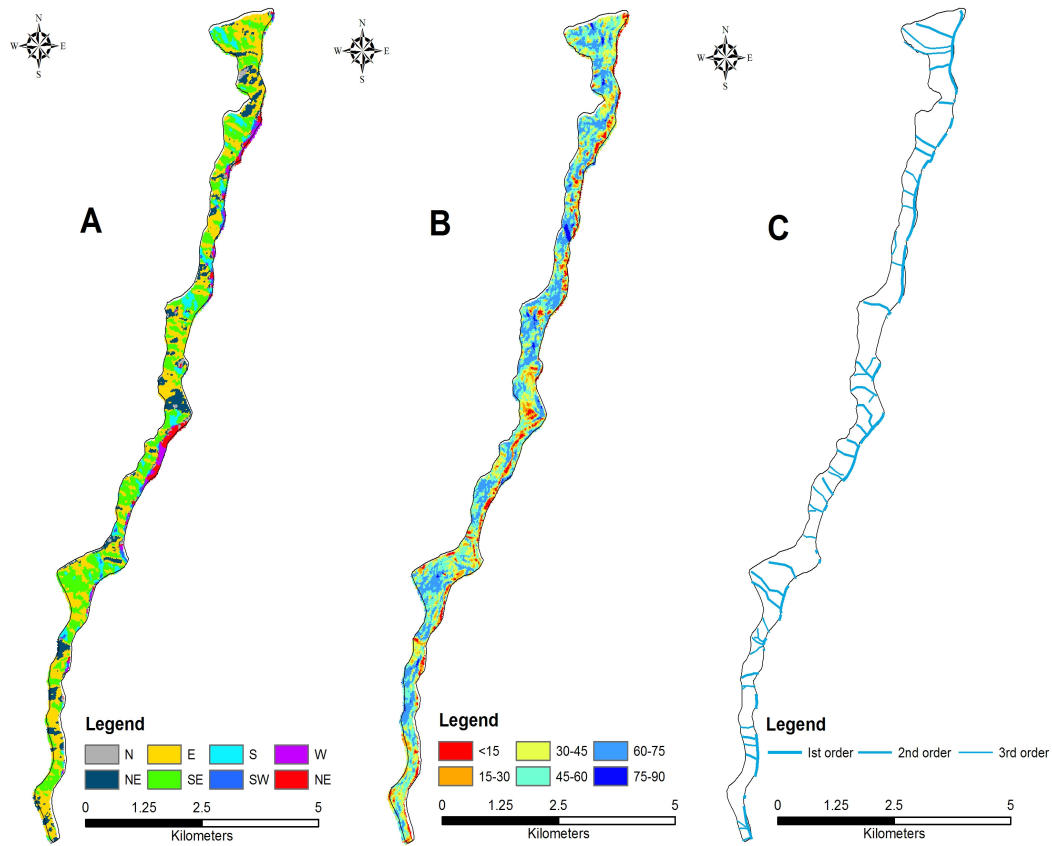 N
W E
S
N
W E
S
N
W E
S
A
B
C
Legend
N E S W
NE SE SW NE
0 1.25 2.5 5
Kilometers
Legend
<15 30-45 60-75
15-30 45-60 75-90
0 1.25 2.5 5
Kilometers
Legend
Ist order 2nd order 3rd order
0 1.25 2.5 5
Kilometers